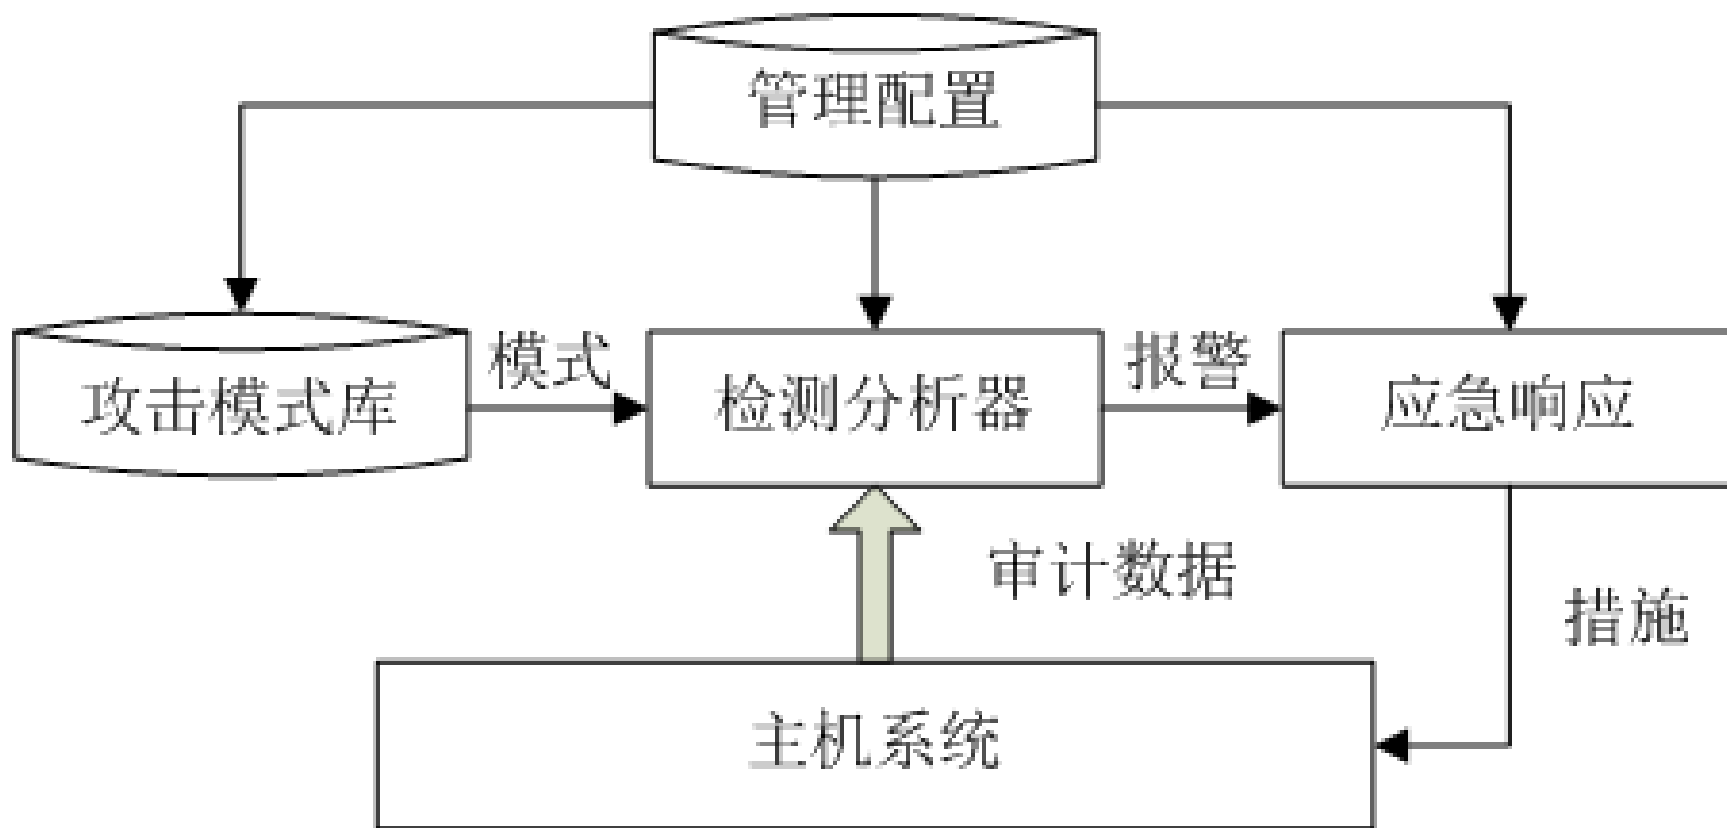 管理配置
攻击模式库
模式
检测分析器
报警
应急响应
审计数据
措施
主机系统